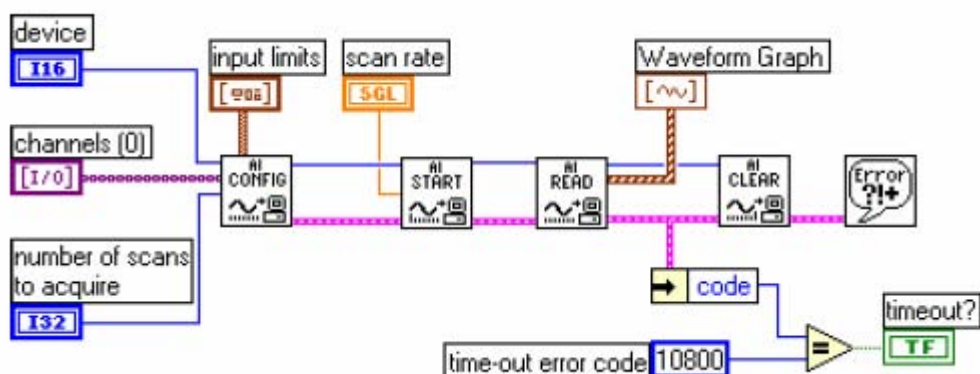 device
I16
input limits
scan rate
SGL
Waveform Graph
channels (0)
[I/O]
AI
CONFIG
AI
START
AI
READ
AI
CLEAR
Error
?!+
number of scans
to acquire
I32
code
timeout?
TF
time-out error code
10800
=